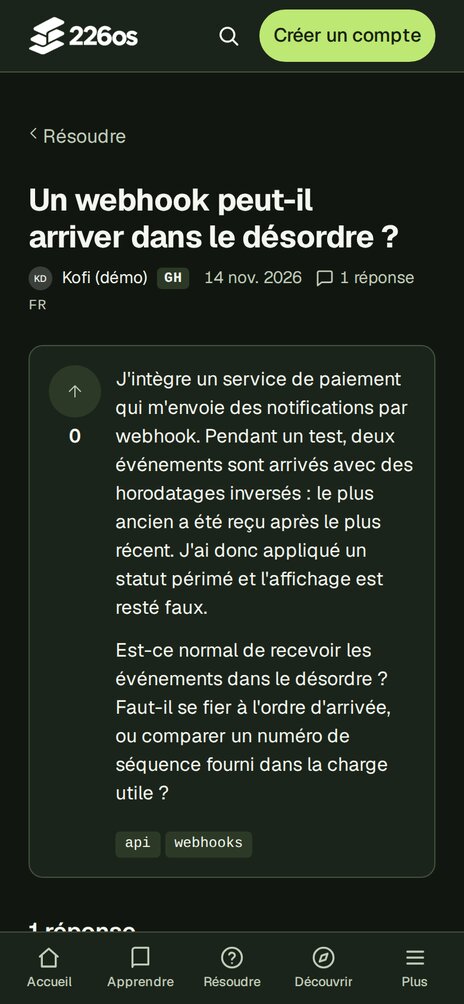 226os
Créer un compte
Résoudre
Un webhook peut-il
arriver dans le désordre ?
KD Kofi (démo) GH 14 nov. 2026 1 réponse
FR
J'intègre un service de paiement
qui m'envoie des notifications par
webhook. Pendant un test, deux
événements sont arrivés avec des
horodatages inversés : le plus
ancien a été reçu après le plus
récent. J'ai donc appliqué un
statut périmé et l'affichage est
resté faux.
0
Est-ce normal de recevoir les
événements dans le désordre ?
Faut-il se fier à l'ordre d'arrivée,
ou comparer un numéro de
séquence fourni dans la charge
utile ?
api webhooks
1 réponse
Accueil Apprendre Résoudre Découvrir Plus